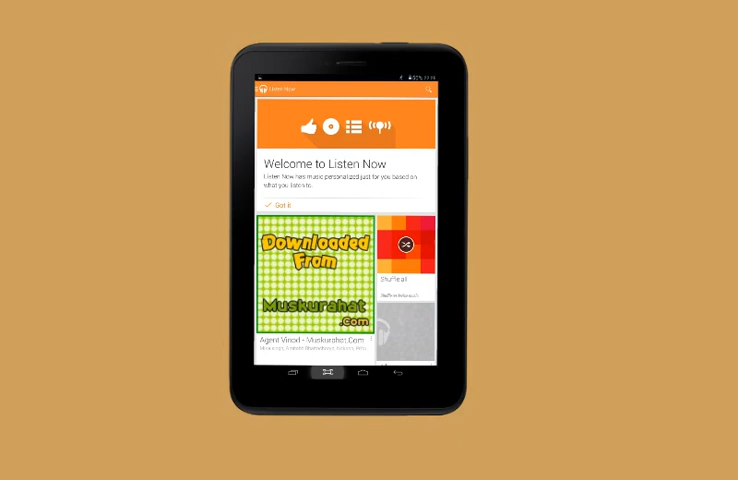 Listen Now
Welcome to Listen Now
Listen Now has music personalized just for you based on
what you listen to.
Got it
Downloaded
From
Muskurahat
.Com
Shuffle all
Agent Vinod - Muskurahat.Com